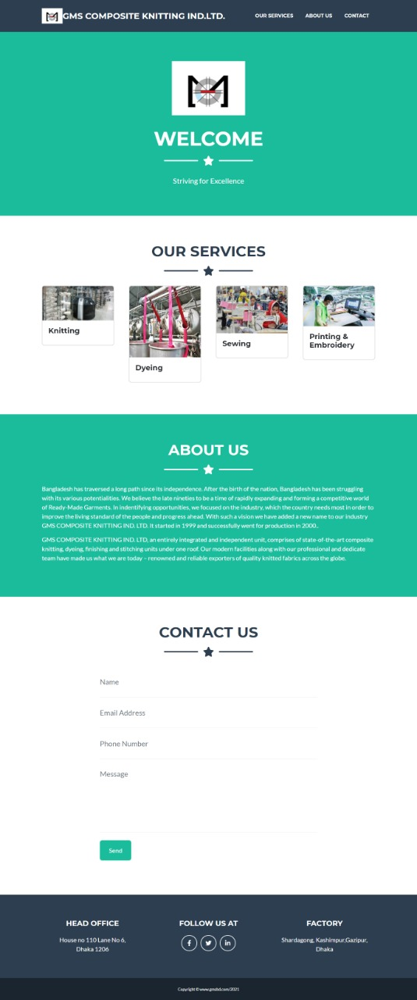 GMS COMPOSITE KNITTING IND.LTD.
OUR SERVICES ABOUT US CONTACT
WELCOME
Striving for Excellence
OUR SERVICES
Knitting
Dyeing
Sewing
Printing &
Embroidery
ABOUT US
Bangladesh has traversed a long path since its independence. After the birth of the nation, Bangladesh has been struggling
with its various potentialities. We believe the late nineties to be a time of rapidly expanding and forming a competitive world
of Ready-Made Garments. In indentifying opportunities, we focused on the industry, which the country needs most in order to
improve the living standard of the people and progress ahead. With such a vision we have added a new name to our industry
GMS COMPOSITE KNITTING IND. LTD. It started in 1999 and successfully went for production in 2000..
GMS COMPOSITE KNITTING IND. LTD, an entirely integrated and independent unit, comprises of state-of-the-art composite
knitting, dyeing, finishing and stitching units under one roof. Our modern facilities along with our professional and dedicate
team have made us what we are today – renowned and reliable exporters of quality knitted fabrics across the globe.
CONTACT US
Name
Email Address
Phone Number
Message
Send
HEAD OFFICE
House no 110 Lane No 6,
Dhaka 1206
FOLLOW US AT
FACTORY
Shardagong, Kashimpur,Gazipur,
Dhaka
Copyright © www.gmsbd.com/2021